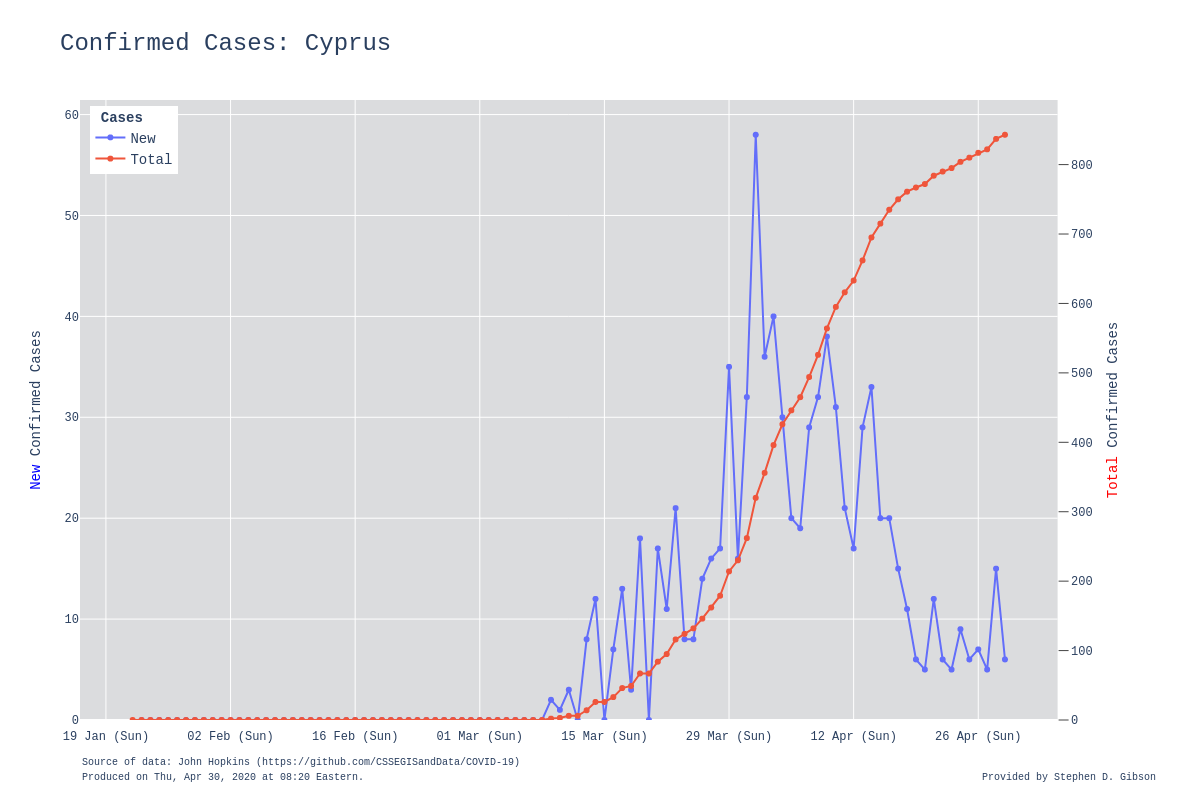 Confirmed Cases: Cyprus
Cases
New
Total
60
50
40
30
20
10
0
800
700
600
500
400
300
200
100
0
New Confirmed Cases
Total Confirmed Cases
19 Jan (Sun) 02 Feb (Sun) 16 Feb (Sun) 01 Mar (Sun) 15 Mar (Sun) 29 Mar (Sun) 12 Apr (Sun) 26 Apr (Sun)
Source of data: John Hopkins (https://github.com/CSSEGISandData/COVID-19)
Produced on Thu, Apr 30, 2020 at 08:20 Eastern.
Provided by Stephen D. Gibson